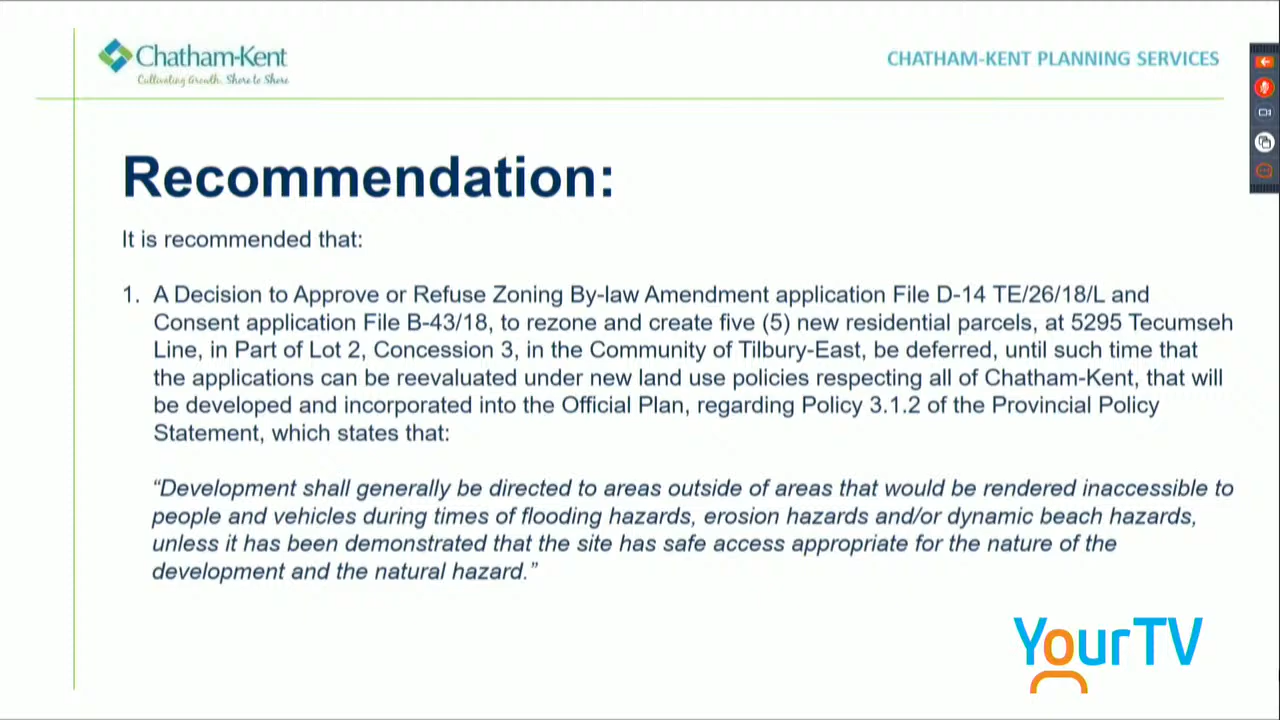 Chatham-Kent
Cultivating Growth. Shore to Shore
CHATHAM-KENT PLANNING SERVICES
Recommendation:
It is recommended that:
1. A Decision to Approve or Refuse Zoning By-law Amendment application File D-14 TE/26/18/L and
Consent application File B-43/18, to rezone and create five (5) new residential parcels, at 5295 Tecumseh
Line, in Part of Lot 2, Concession 3, in the Community of Tilbury-East, be deferred, until such time that
the applications can be reevaluated under new land use policies respecting all of Chatham-Kent, that will
be developed and incorporated into the Official Plan, regarding Policy 3.1.2 of the Provincial Policy
Statement, which states that:
“Development shall generally be directed to areas outside of areas that would be rendered inaccessible to
people and vehicles during times of flooding hazards, erosion hazards and/or dynamic beach hazards,
unless it has been demonstrated that the site has safe access appropriate for the nature of the
development and the natural hazard.”
YourTV